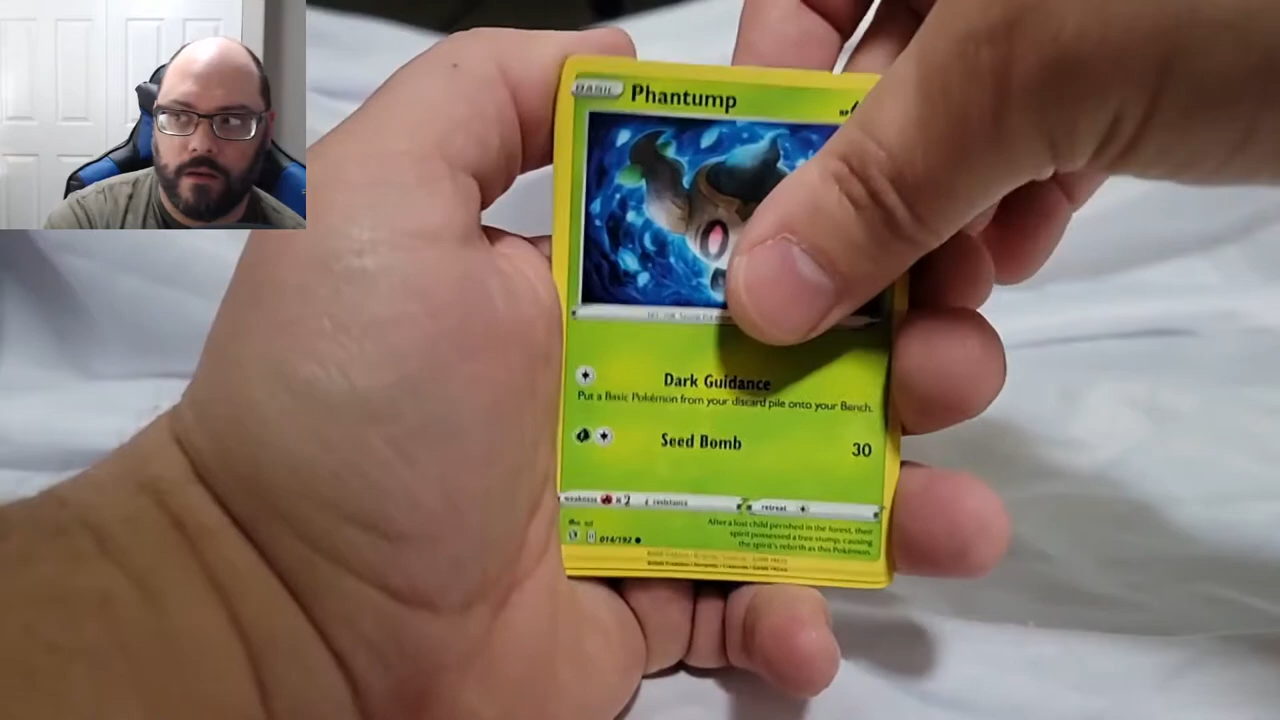 BASIC Phantump HP
Dark Guidance
Put a Basic Pokémon from your discard pile onto your Bench.
Seed Bomb 30
weakness x2 resistance retreat
After a lost child perished in the forest, their
spirit possessed a tree stump, causing
the spirit's rebirth as this Pokémon.
014/192